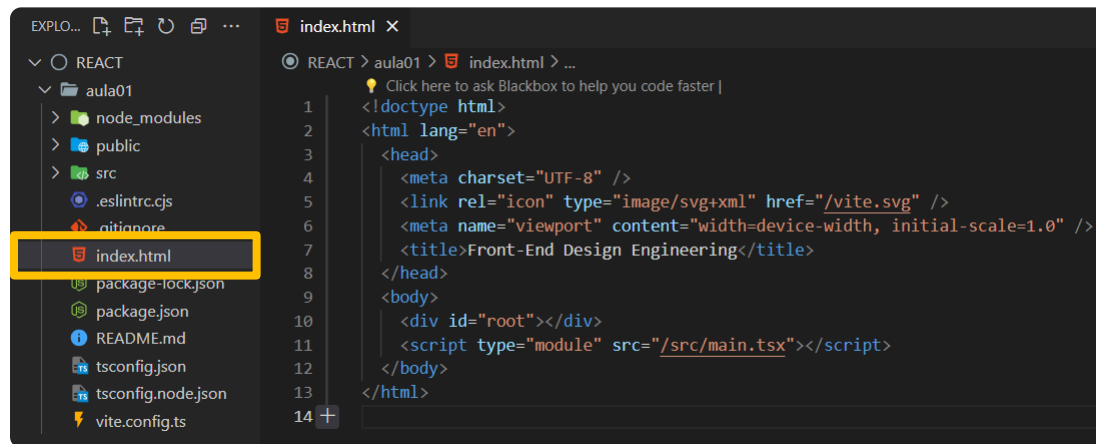 EXPLO... ···
REACT
aula01
node_modules
public
src
.eslintrc.cjs
.gitignore
index.html
package-lock.json
package.json
README.md
tsconfig.json
tsconfig.node.json
vite.config.ts
index.html ×
REACT > aula01 > index.html > ...
Click here to ask Blackbox to help you code faster |
1 <!doctype html>
2 <html lang="en">
3 <head>
4 <meta charset="UTF-8" />
5 <link rel="icon" type="image/svg+xml" href="/vite.svg" />
6 <meta name="viewport" content="width=device-width, initial-scale=1.0" />
7 <title>Front-End Design Engineering</title>
8 </head>
9 <body>
10 <div id="root"></div>
11 <script type="module" src="/src/main.tsx"></script>
12 </body>
13 </html>
14 +